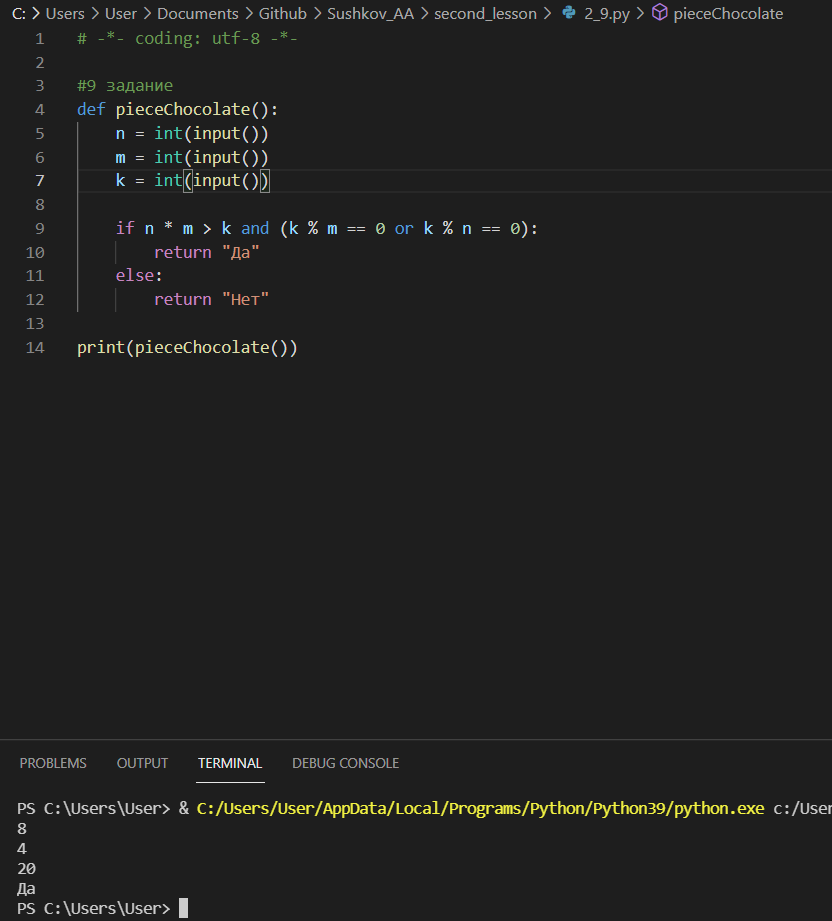 C: > Users > User > Documents > Github > Sushkov_AA > second_lesson > 2_9.py > pieceChocolate
1 # -*- coding: utf-8 -*-
2
3 #9 задание
4 def pieceChocolate():
5 n = int(input())
6 m = int(input())
7 k = int(input())
8
9 if n * m > k and (k % m == 0 or k % n == 0):
10 return "Да"
11 else:
12 return "Нет"
13
14 print(pieceChocolate())
PROBLEMS OUTPUT TERMINAL DEBUG CONSOLE
PS C:\Users\User> & C:/Users/User/AppData/Local/Programs/Python/Python39/python.exe c:/User
8
4
20
Да
PS C:\Users\User>